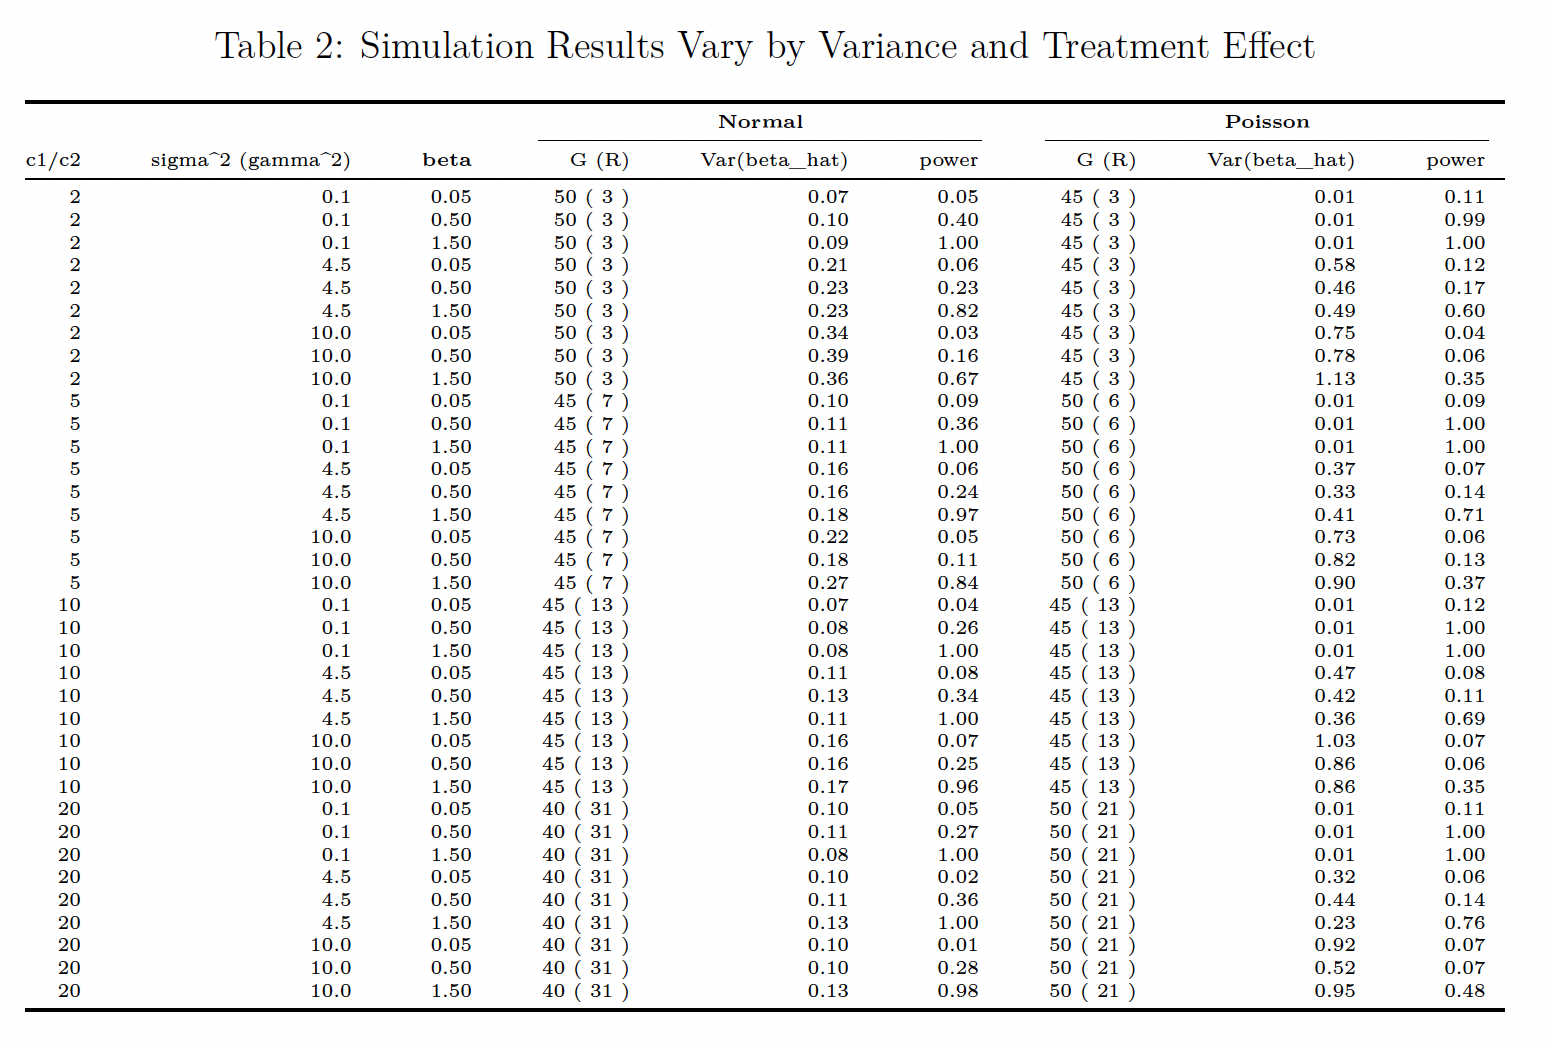 Table 2: Simulation Results Vary by Variance and Treatment Effect
Normal Poisson
c1/c2 sigma^2 (gamma^2) beta G (R) Var(beta_hat) power G (R) Var(beta_hat) power
2 0.1 0.05 50 ( 3 ) 0.07 0.05 45 ( 3 ) 0.01 0.11
2 0.1 0.50 50 ( 3 ) 0.10 0.40 45 ( 3 ) 0.01 0.99
2 0.1 1.50 50 ( 3 ) 0.09 1.00 45 ( 3 ) 0.01 1.00
2 4.5 0.05 50 ( 3 ) 0.21 0.06 45 ( 3 ) 0.58 0.12
2 4.5 0.50 50 ( 3 ) 0.23 0.23 45 ( 3 ) 0.46 0.17
2 4.5 1.50 50 ( 3 ) 0.23 0.82 45 ( 3 ) 0.49 0.60
2 10.0 0.05 50 ( 3 ) 0.34 0.03 45 ( 3 ) 0.75 0.04
2 10.0 0.50 50 ( 3 ) 0.39 0.16 45 ( 3 ) 0.78 0.06
2 10.0 1.50 50 ( 3 ) 0.36 0.67 45 ( 3 ) 1.13 0.35
5 0.1 0.05 45 ( 7 ) 0.10 0.09 50 ( 6 ) 0.01 0.09
5 0.1 0.50 45 ( 7 ) 0.11 0.36 50 ( 6 ) 0.01 1.00
5 0.1 1.50 45 ( 7 ) 0.11 1.00 50 ( 6 ) 0.01 1.00
5 4.5 0.05 45 ( 7 ) 0.16 0.06 50 ( 6 ) 0.37 0.07
5 4.5 0.50 45 ( 7 ) 0.16 0.24 50 ( 6 ) 0.33 0.14
5 4.5 1.50 45 ( 7 ) 0.18 0.97 50 ( 6 ) 0.41 0.71
5 10.0 0.05 45 ( 7 ) 0.22 0.05 50 ( 6 ) 0.73 0.06
5 10.0 0.50 45 ( 7 ) 0.18 0.11 50 ( 6 ) 0.82 0.13
5 10.0 1.50 45 ( 7 ) 0.27 0.84 50 ( 6 ) 0.90 0.37
10 0.1 0.05 45 ( 13 ) 0.07 0.04 45 ( 13 ) 0.01 0.12
10 0.1 0.50 45 ( 13 ) 0.08 0.26 45 ( 13 ) 0.01 1.00
10 0.1 1.50 45 ( 13 ) 0.08 1.00 45 ( 13 ) 0.01 1.00
10 4.5 0.05 45 ( 13 ) 0.11 0.08 45 ( 13 ) 0.47 0.08
10 4.5 0.50 45 ( 13 ) 0.13 0.34 45 ( 13 ) 0.42 0.11
10 4.5 1.50 45 ( 13 ) 0.11 1.00 45 ( 13 ) 0.36 0.69
10 10.0 0.05 45 ( 13 ) 0.16 0.07 45 ( 13 ) 1.03 0.07
10 10.0 0.50 45 ( 13 ) 0.16 0.25 45 ( 13 ) 0.86 0.06
10 10.0 1.50 45 ( 13 ) 0.17 0.96 45 ( 13 ) 0.86 0.35
20 0.1 0.05 40 ( 31 ) 0.10 0.05 50 ( 21 ) 0.01 0.11
20 0.1 0.50 40 ( 31 ) 0.11 0.27 50 ( 21 ) 0.01 1.00
20 0.1 1.50 40 ( 31 ) 0.08 1.00 50 ( 21 ) 0.01 1.00
20 4.5 0.05 40 ( 31 ) 0.10 0.02 50 ( 21 ) 0.32 0.06
20 4.5 0.50 40 ( 31 ) 0.11 0.36 50 ( 21 ) 0.44 0.14
20 4.5 1.50 40 ( 31 ) 0.13 1.00 50 ( 21 ) 0.23 0.76
20 10.0 0.05 40 ( 31 ) 0.10 0.01 50 ( 21 ) 0.92 0.07
20 10.0 0.50 40 ( 31 ) 0.10 0.28 50 ( 21 ) 0.52 0.07
20 10.0 1.50 40 ( 31 ) 0.13 0.98 50 ( 21 ) 0.95 0.48